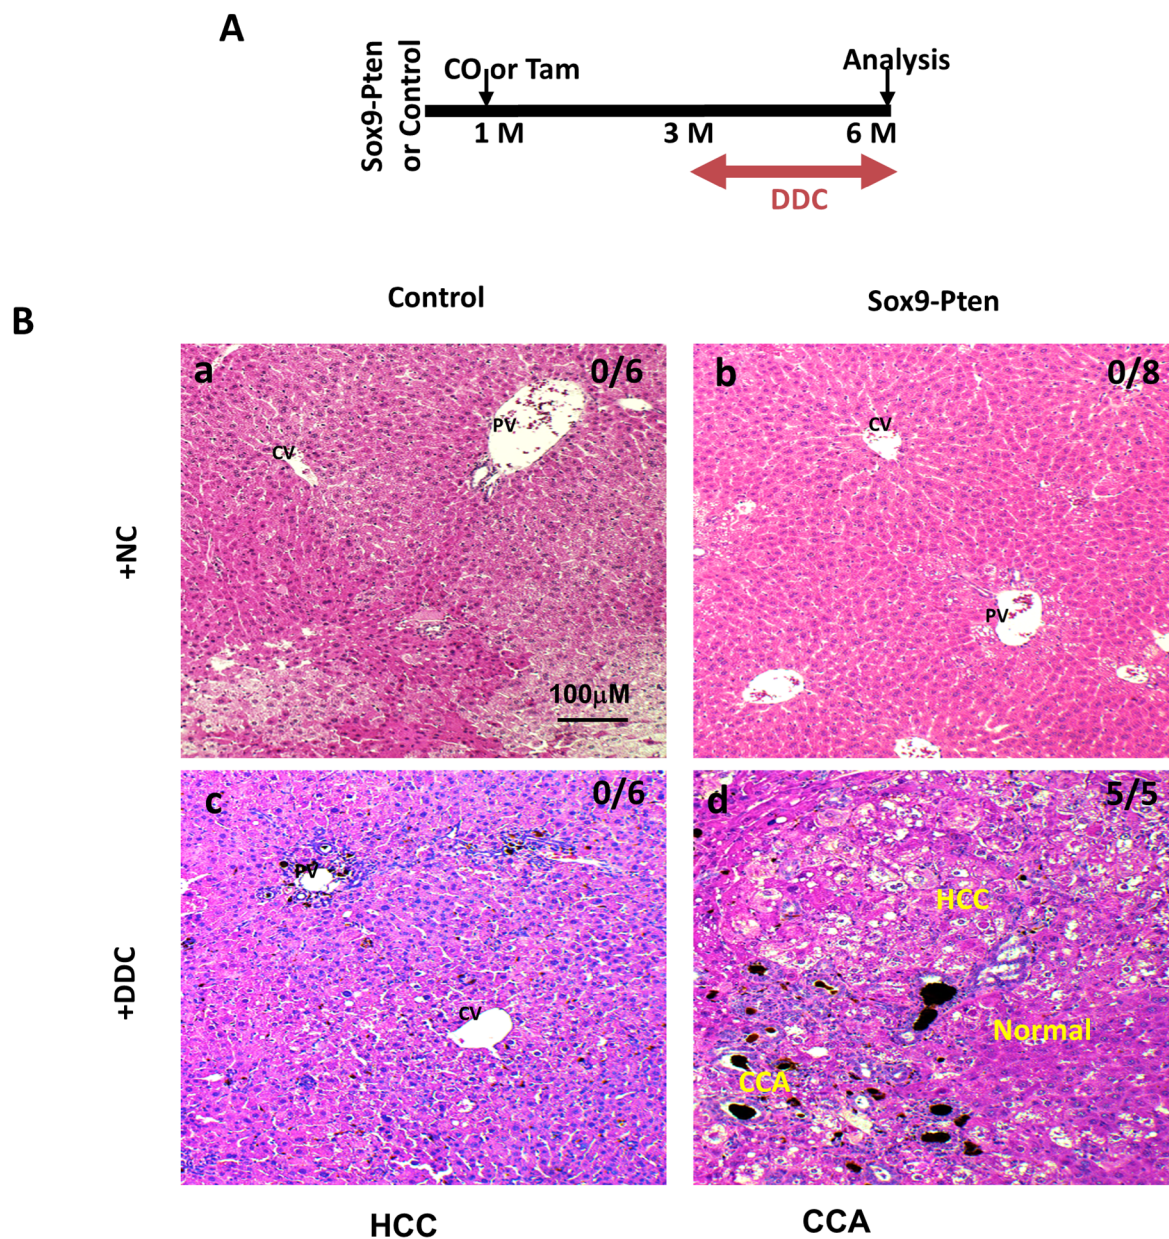 A
Sox9-Pten
or Control
CO or Tam
Analysis
1 M
3 M
6 M
DDC
B
Control
Sox9-Pten
+NC
a
0/6
CV
PV
100μM
b
0/8
CV
PV
+DDC
c
0/6
PV
CV
d
5/5
HCC
Normal
CCA
HCC
CCA